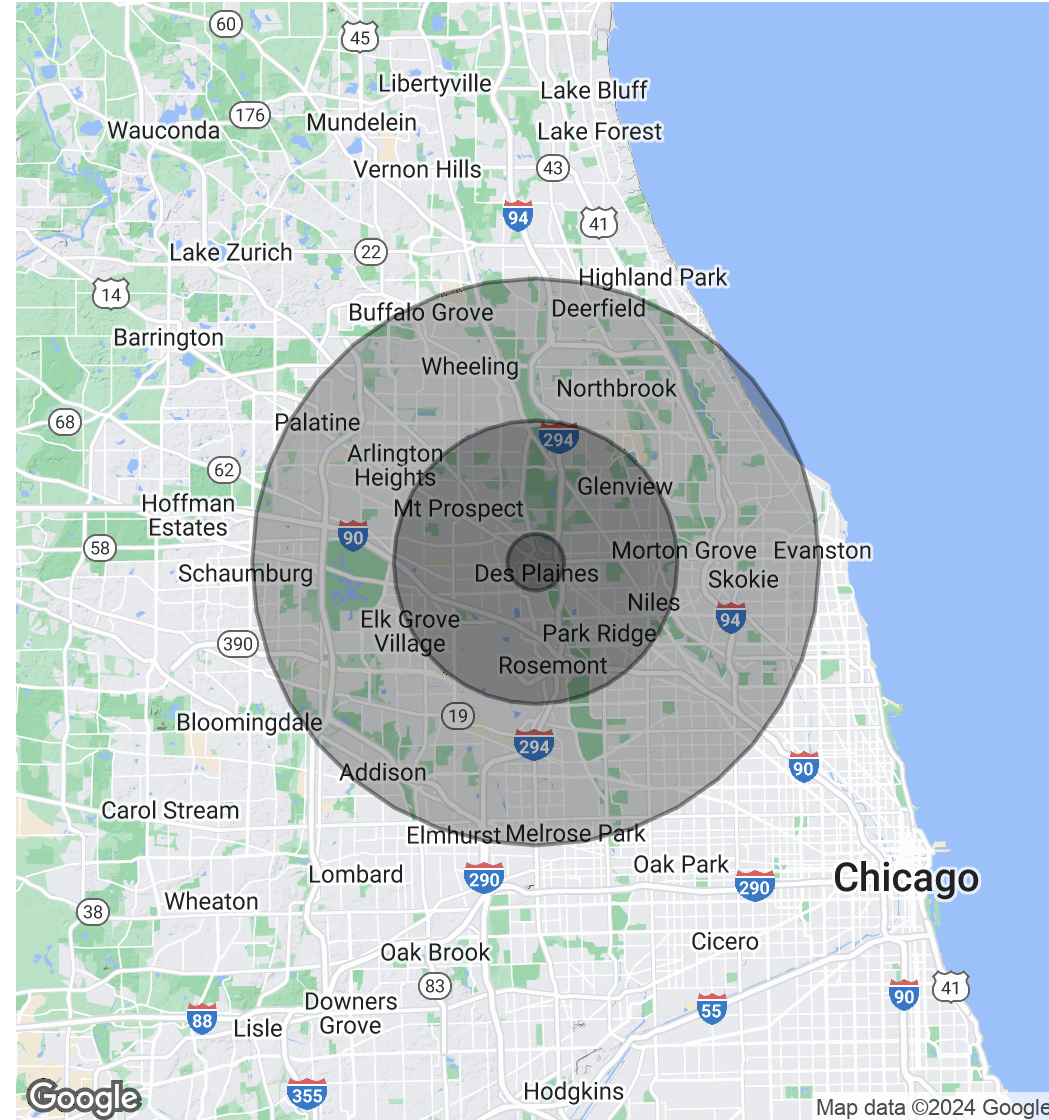 60
45
Libertyville
Lake Bluff
176
Wauconda
Mundelein
Lake Forest
Vernon Hills
43
94
41
Lake Zurich
22
14
Highland Park
Buffalo Grove
Deerfield
Barrington
Wheeling
Northbrook
68
Palatine
294
Arlington
Heights
62
Glenview
Hoffman
Estates
Mt Prospect
90
58
Morton Grove
Evanston
Schaumburg
Des Plaines
Skokie
Niles
94
Elk Grove
Village
390
Park Ridge
Rosemont
19
Bloomingdale
294
Addison
90
Carol Stream
Elmhurst
Melrose Park
Lombard
290
Oak Park
290
Chicago
Wheaton
38
Cicero
Oak Brook
83
41
90
Downers
Grove
55
88
Lisle
Google
355
Hodgkins
Map data ©2024 Google